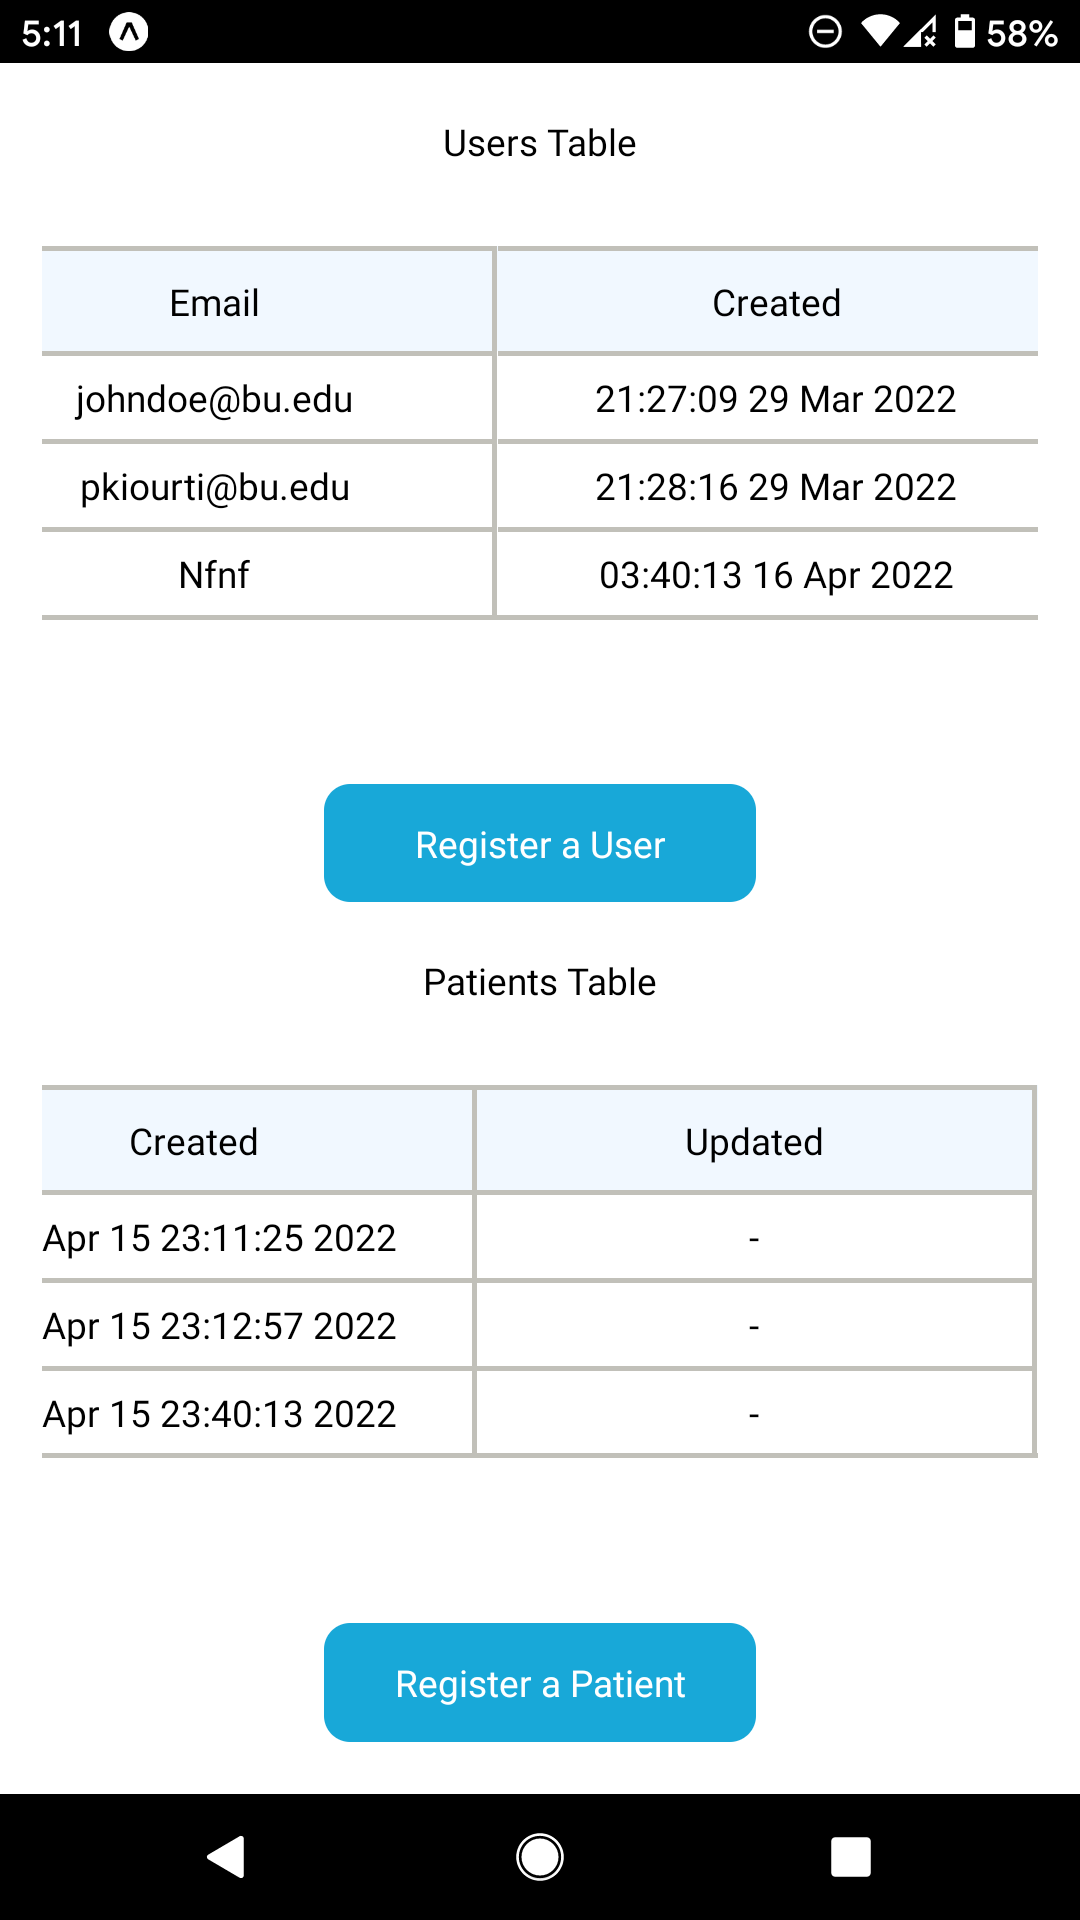 5:11 58%
Users Table
Email Created
johndoe@bu.edu 21:27:09 29 Mar 2022
pkiourti@bu.edu 21:28:16 29 Mar 2022
Nfnf 03:40:13 16 Apr 2022
Register a User
Patients Table
Created Updated
Apr 15 23:11:25 2022 -
Apr 15 23:12:57 2022 -
Apr 15 23:40:13 2022 -
Register a Patient